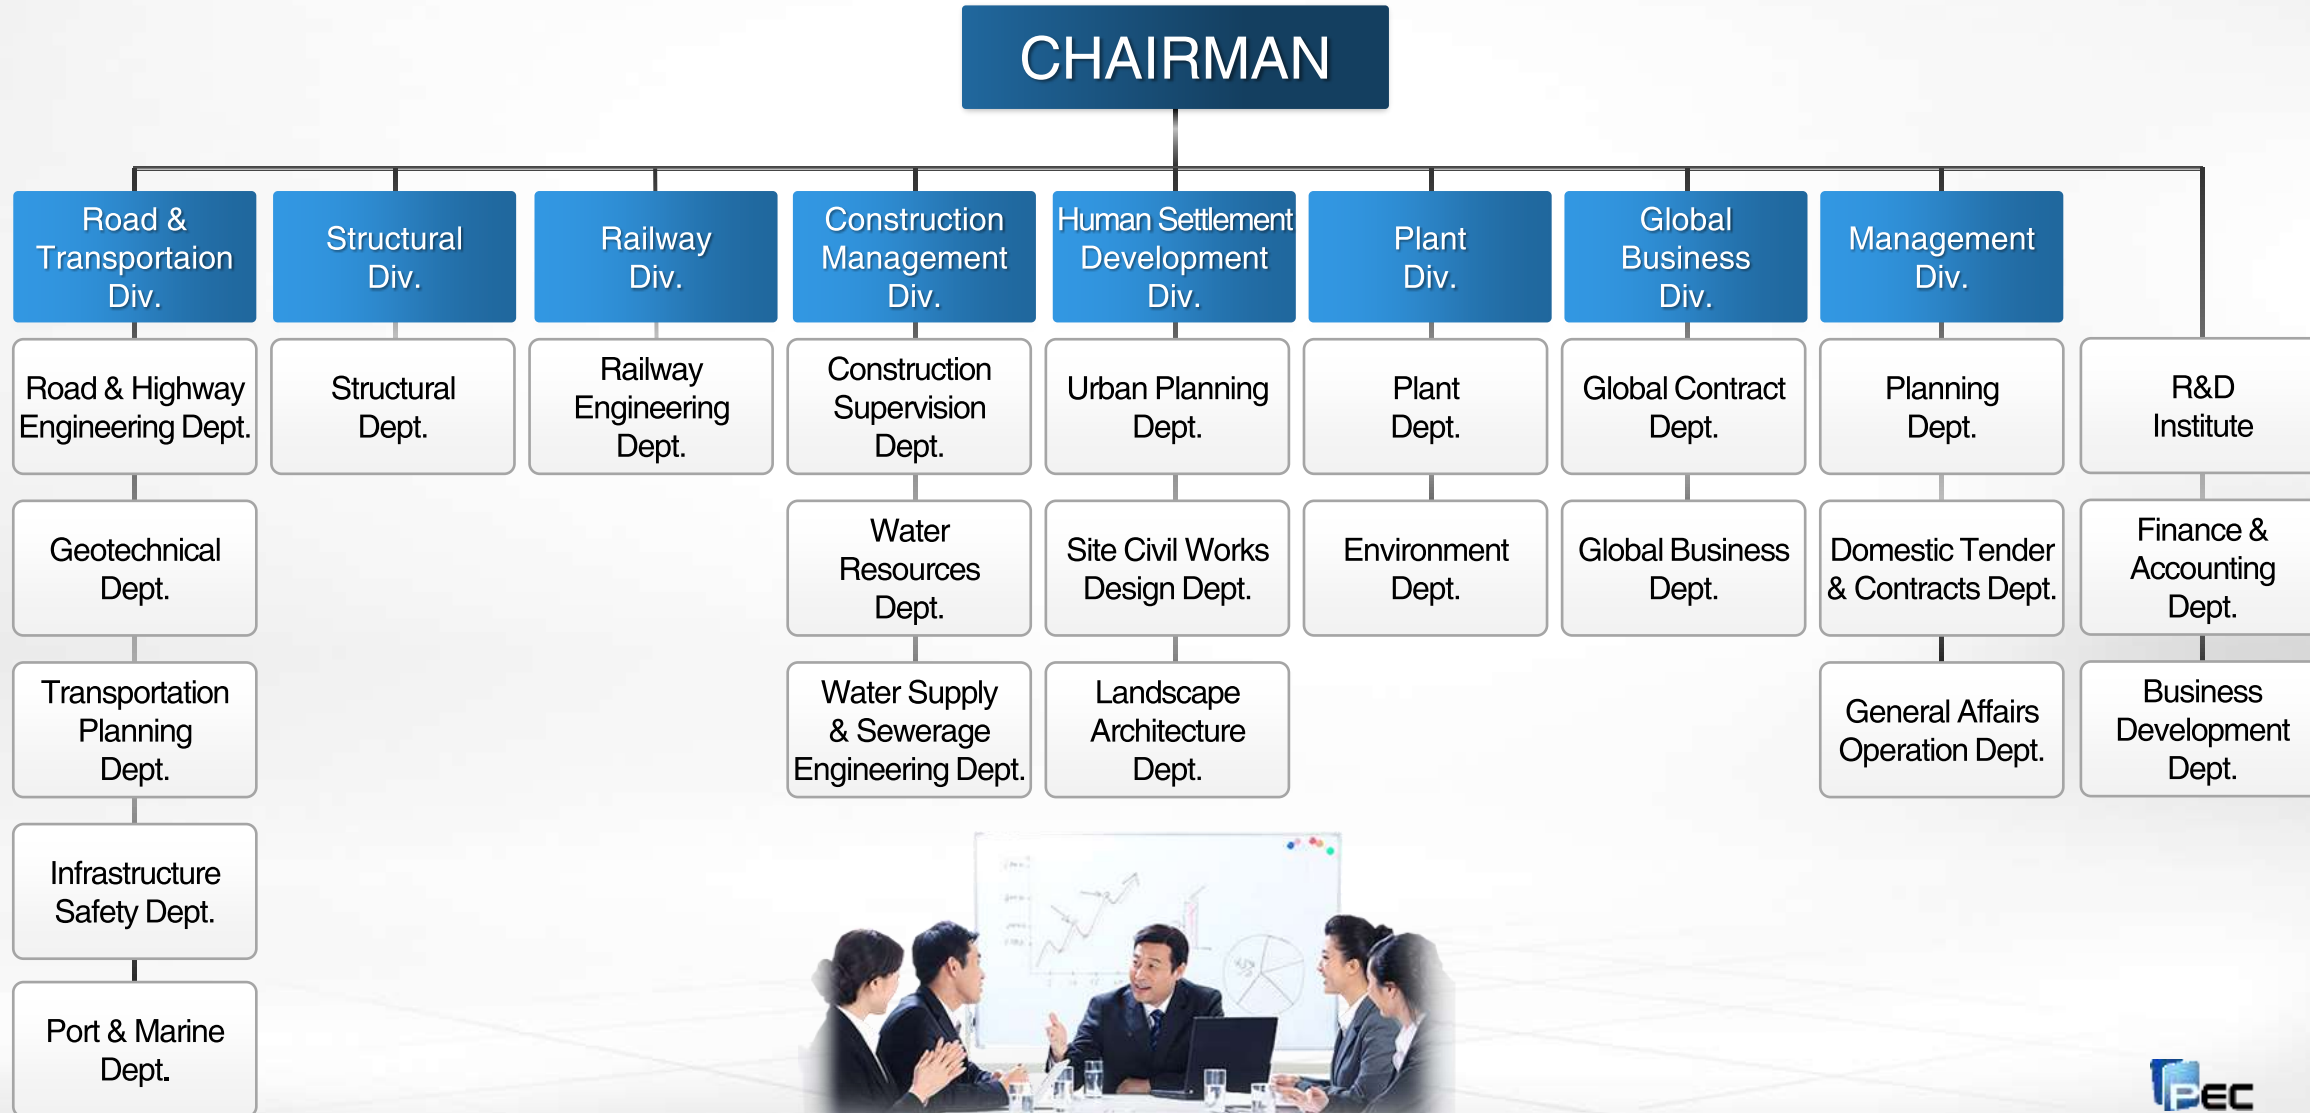 CHAIRMAN
Road &
Transportaion
Div.
Structural
Div.
Railway
Div.
Construction
Management
Div.
Human Settlement
Development
Div.
Plant
Div.
Global
Business
Div.
Management
Div.
Road & Highway
Engineering Dept.
Structural
Dept.
Railway
Engineering
Dept.
Construction
Supervision
Dept.
Urban Planning
Dept.
Plant
Dept.
Global Contract
Dept.
Planning
Dept.
R&D
Institute
Geotechnical
Dept.
Water
Resources
Dept.
Site Civil Works
Design Dept.
Environment
Dept.
Global Business
Dept.
Domestic Tender
& Contracts Dept.
Finance &
Accounting
Dept.
Transportation
Planning
Dept.
Water Supply
& Sewerage
Engineering Dept.
Landscape
Architecture
Dept.
General Affairs
Operation Dept.
Business
Development
Dept.
Infrastructure
Safety Dept.
Port & Marine
Dept.
PEC